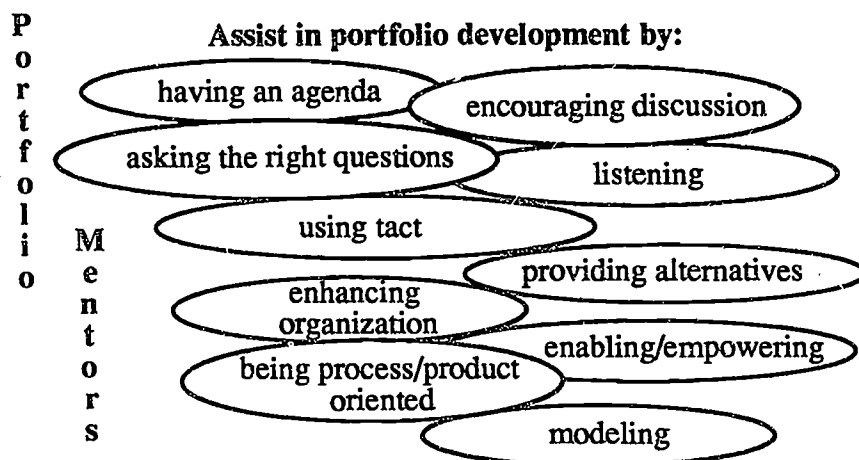 Portfolio
Mentors
Assist in portfolio development by:
having an agenda
encouraging discussion
asking the right questions
listening
using tact
providing alternatives
enhancing
organization
enabling/empowering
being process/product
oriented
modeling